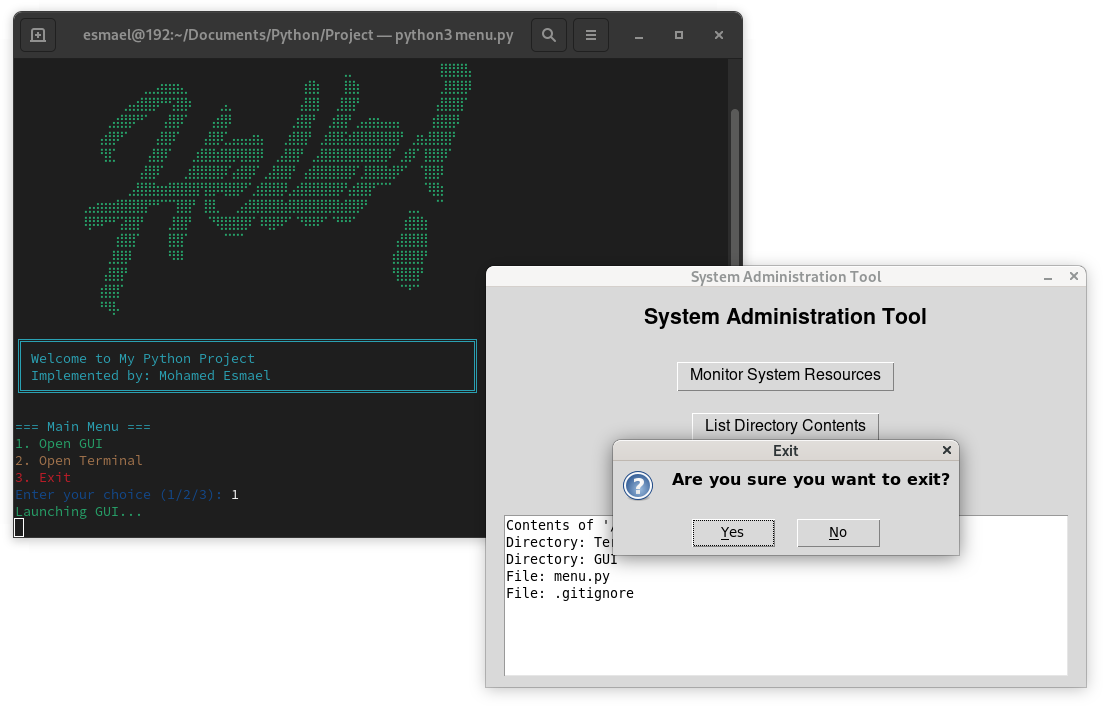 esmael@192:~/Documents/Python/Project — python3 menu.py
Hello!
Welcome to My Python Project
Implemented by: Mohamed Esmael
=== Main Menu ===
1. Open GUI
2. Open Terminal
3. Exit
Enter your choice (1/2/3): 1
Launching GUI...
System Administration Tool
System Administration Tool
Monitor System Resources
List Directory Contents
Exit
Are you sure you want to exit?
Yes
No
Contents of '/
Directory:
Directory: GUI
File: menu.py
File: .gitignore